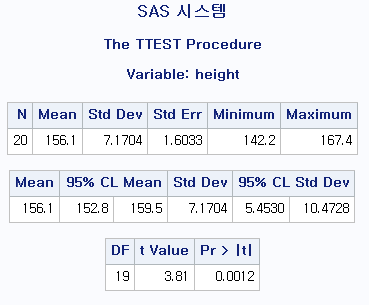 SAS 시스템
The TTEST Procedure
Variable: height
N Mean Std Dev Std Err Minimum Maximum
20 156.1 7.1704 1.6033 142.2 167.4
Mean 95% CL Mean Std Dev 95% CL Std Dev
156.1 152.8 159.5 7.1704 5.4530 10.4728
DF t Value Pr > |t|
19 3.81 0.0012